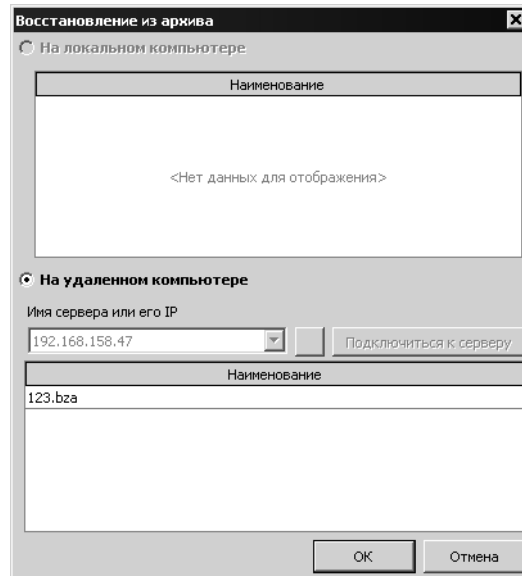 Восстановление из архива
На локальном компьютере
Наименование
<Нет данных для отображения>
На удаленном компьютере
Имя сервера или его IP
192.168.158.47
Подключиться к серверу
Наименование
123.bza
ОК
Отмена